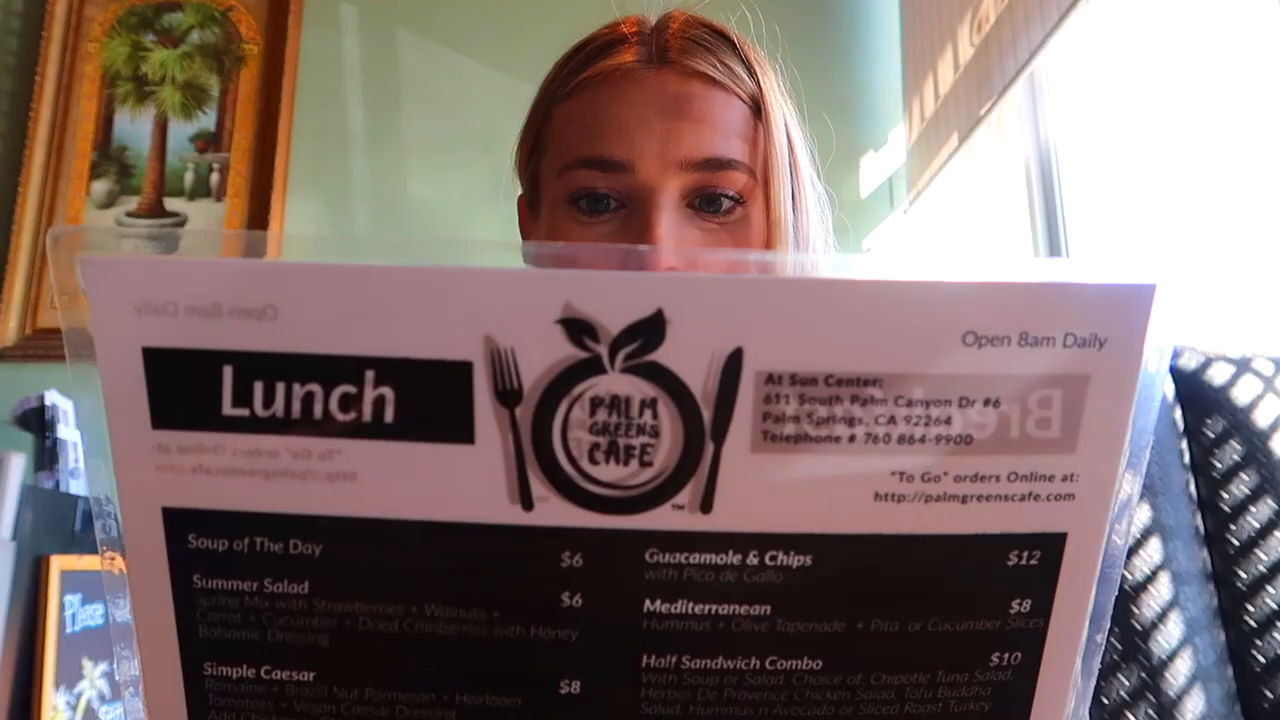 Open 8am Daily
Lunch
PALM
GREENS
CAFE
™
At Sun Center:
611 South Palm Canyon Dr #6
Palm Springs, CA 92264
Telephone # 760 864-9900
"To Go" orders Online at:
http://palmgreenscafe.com
Soup of The Day $6
Summer Salad $6
Spring Mix with Strawberries + Walnuts +
Carrot + Cucumber + Dried Cranberries with Honey
Balsamic Dressing
Simple Caesar $8
Romaine + Brazil Nut Parmesan + Heirloom
Tomatoes + Vegan Caesar Dressing
Guacamole & Chips $12
with Pico de Gallo
Mediterranean $8
Hummus + Olive Tapenade + Pita or Cucumber Slices
Half Sandwich Combo $10
With Soup or Salad. Choice of: Chipotle Tuna Salad,
Herbes De Provence Chicken Salad, Tofu Buddha
Salad, Hummus n Avocado or Sliced Roast Turkey
Please